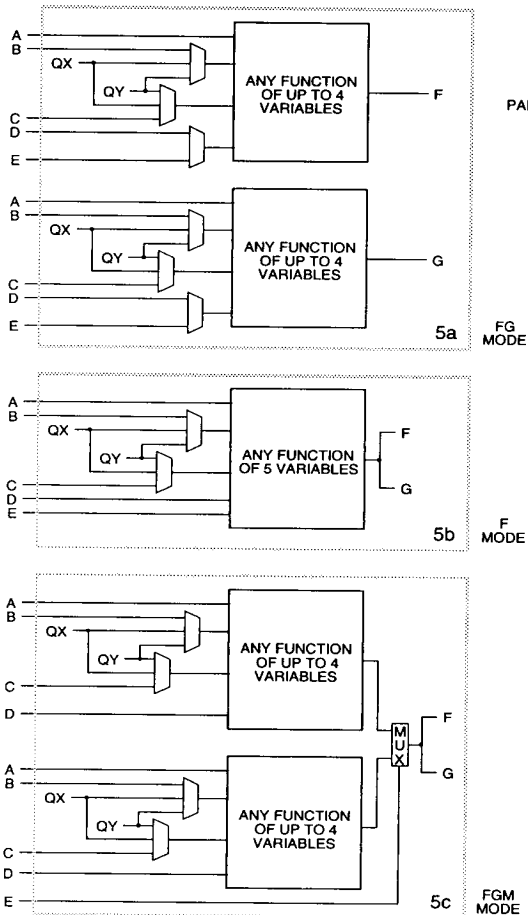 A
B
QX
QY
C
D
E
ANY FUNCTION
OF UP TO 4
VARIABLES
F
PA
A
B
QX
QY
C
D
E
ANY FUNCTION
OF UP TO 4
VARIABLES
G
5a
FG
MODE
A
B
QX
QY
C
D
E
ANY FUNCTION
OF 5 VARIABLES
F
G
5b
F
MODE
A
B
QX
QY
C
D
ANY FUNCTION
OF UP TO 4
VARIABLES
MUX
F
G
A
B
QX
QY
C
D
E
ANY FUNCTION
OF UP TO 4
VARIABLES
5c
FGM
MODE